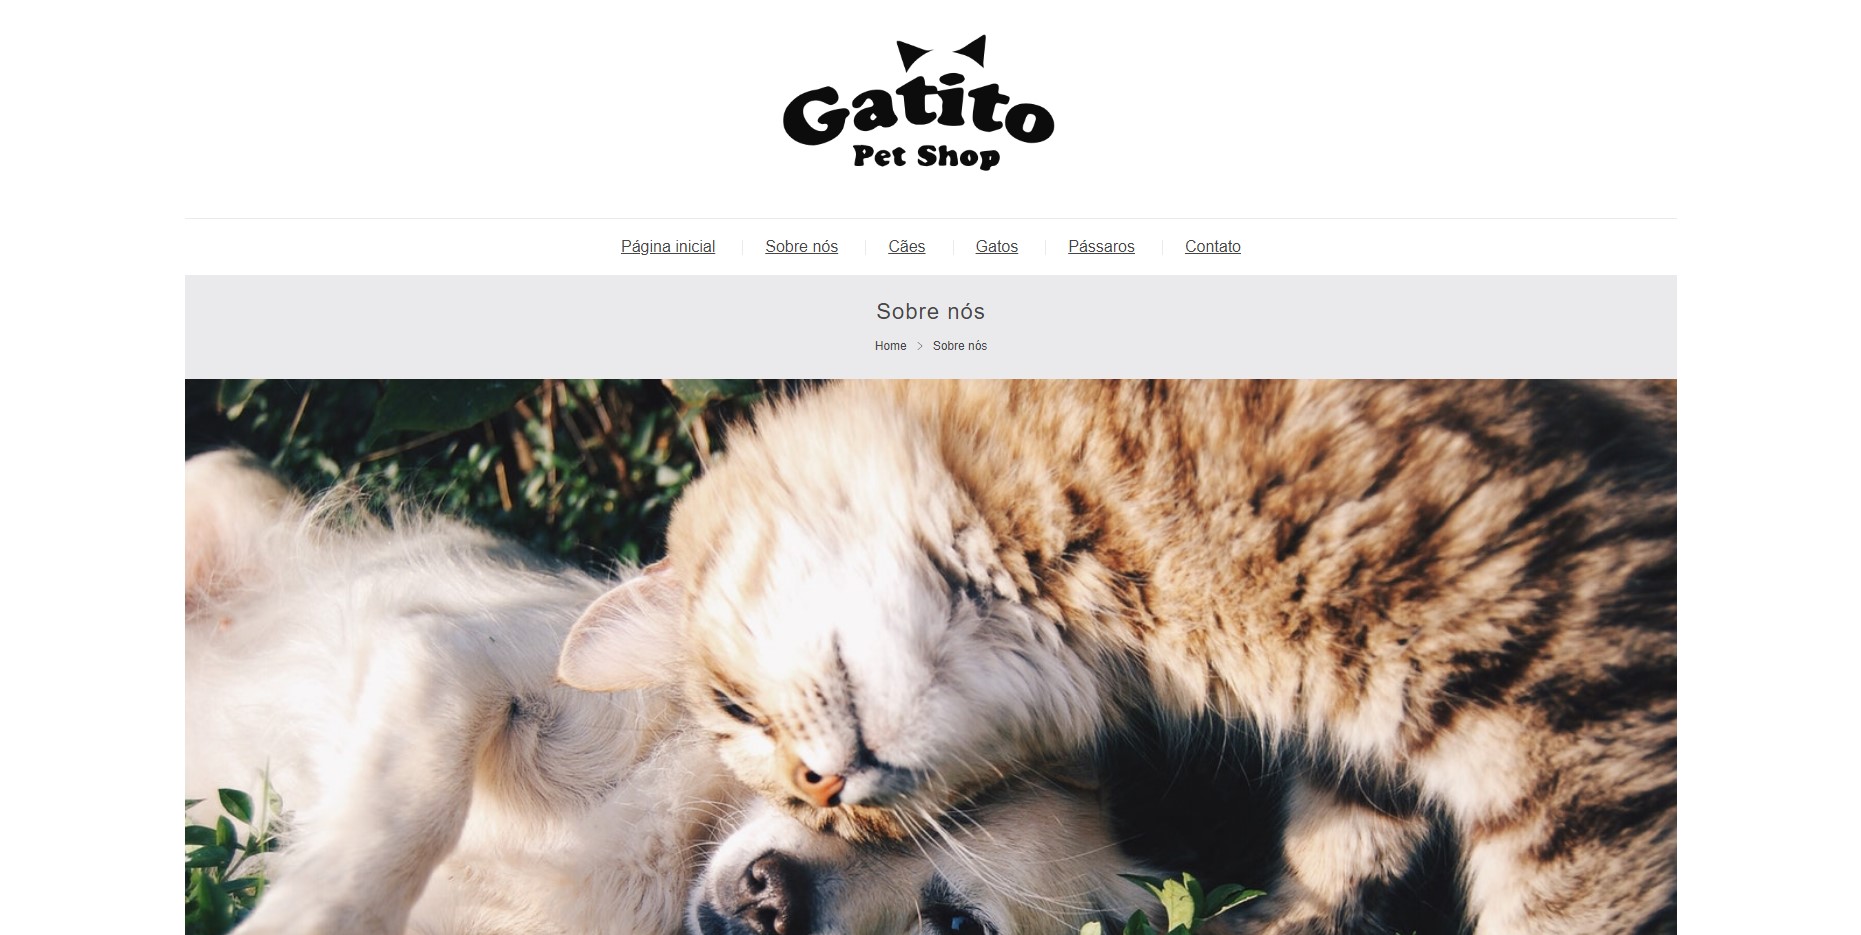 Gatito
Pet Shop
Página inicial Sobre nós Cães Gatos Pássaros Contato
Sobre nós
Home > Sobre nós